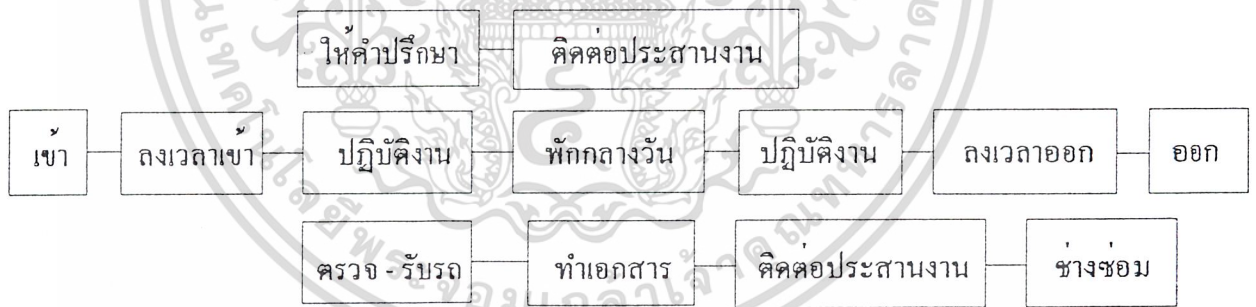 ให้คำปรึกษา ติดต่อประสานงาน
เข้า ลงเวลาเข้า ปฏิบัติงาน พักกลางวัน ปฏิบัติงาน ลงเวลาออก ออก
ตรวจ - รับรถ ทำเอกสาร ติดต่อประสานงาน ช่างซ่อม